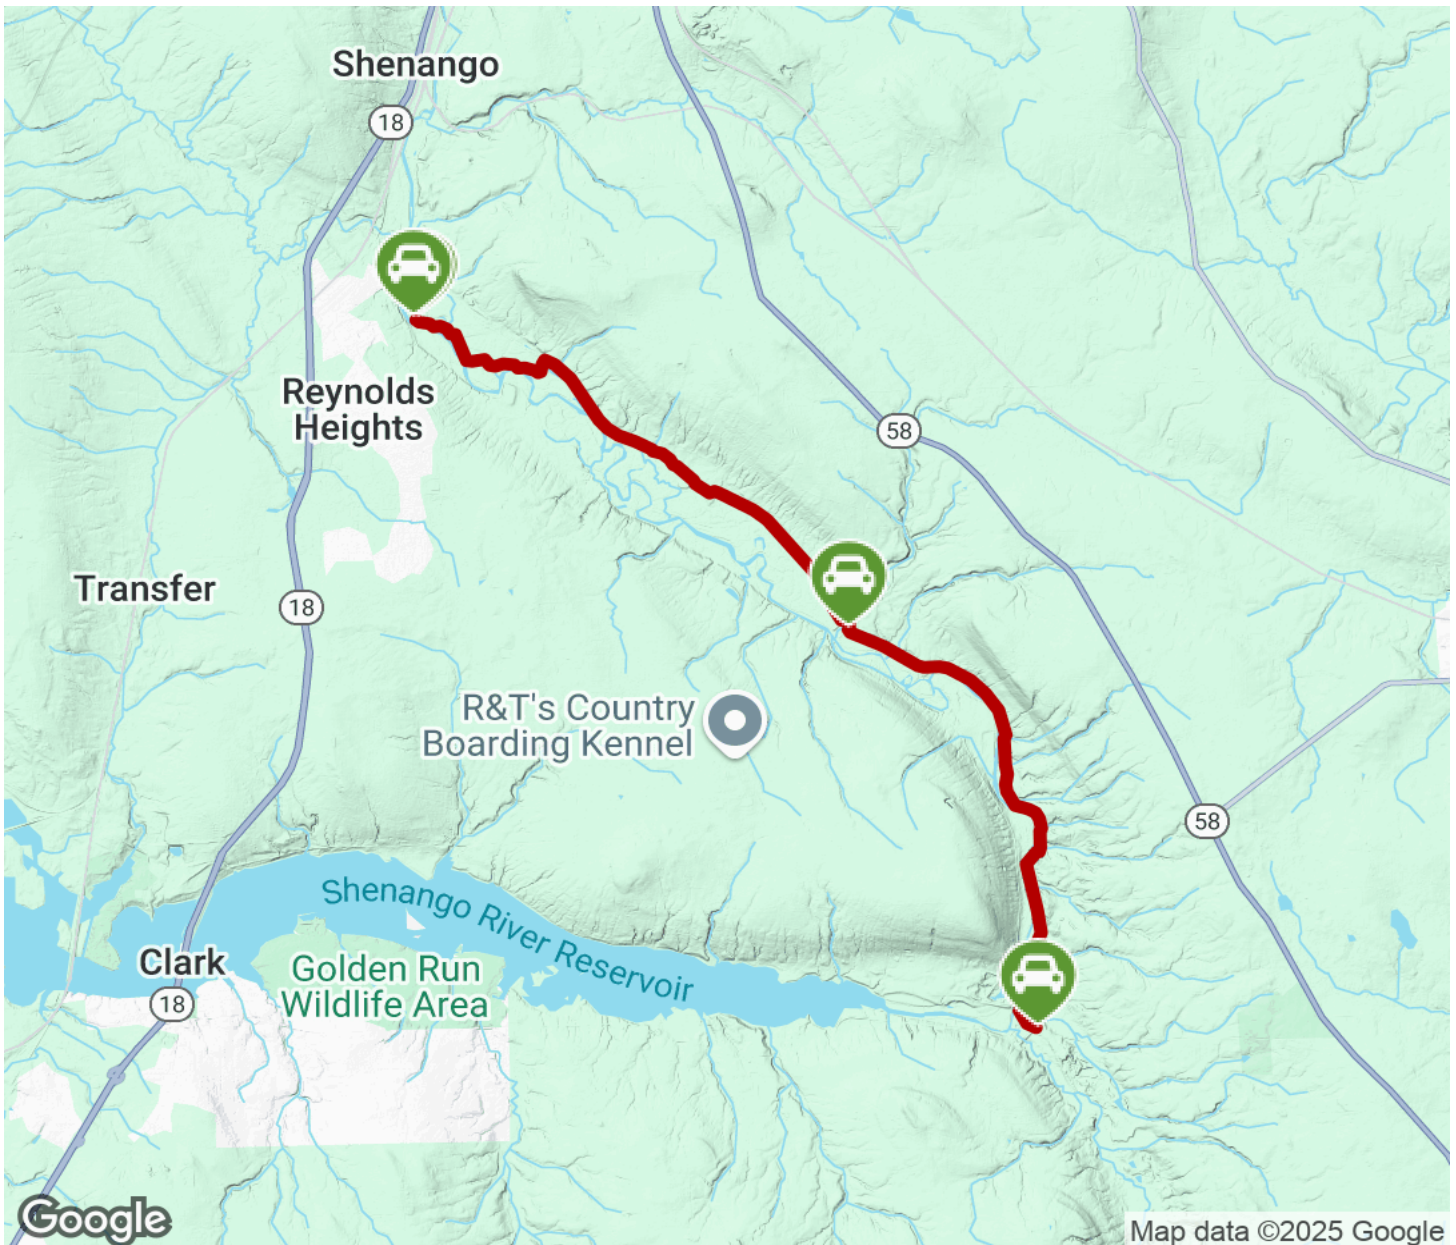 Shenango
18
Reynolds
Heights
58
Transfer
18
R&T's Country
Boarding Kennel
58
Shenango River Reservoir
Clark
Golden Run
Wildlife Area
18
Google
Map data ©2025 Google